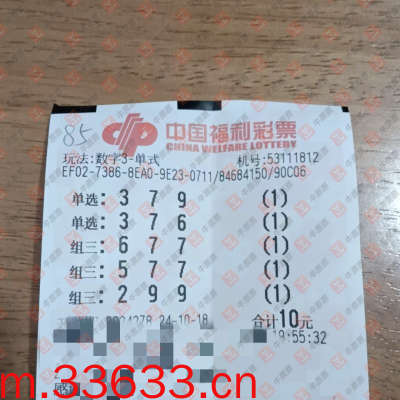 85
中国福利彩票
CHINA WELFARE LOTTERY
玩法:数字3-单式 机号:53111812
EF02-7386-8EA0-9E23-0711/84684150/90C06
单选: 3 7 9 (1)
单选: 3 7 6 (1)
组三: 6 7 7 (1)
组三: 5 7 7 (1)
组三: 2 9 9 (1)
24-10-18 合计10元
19:55:32
m.33633.cn